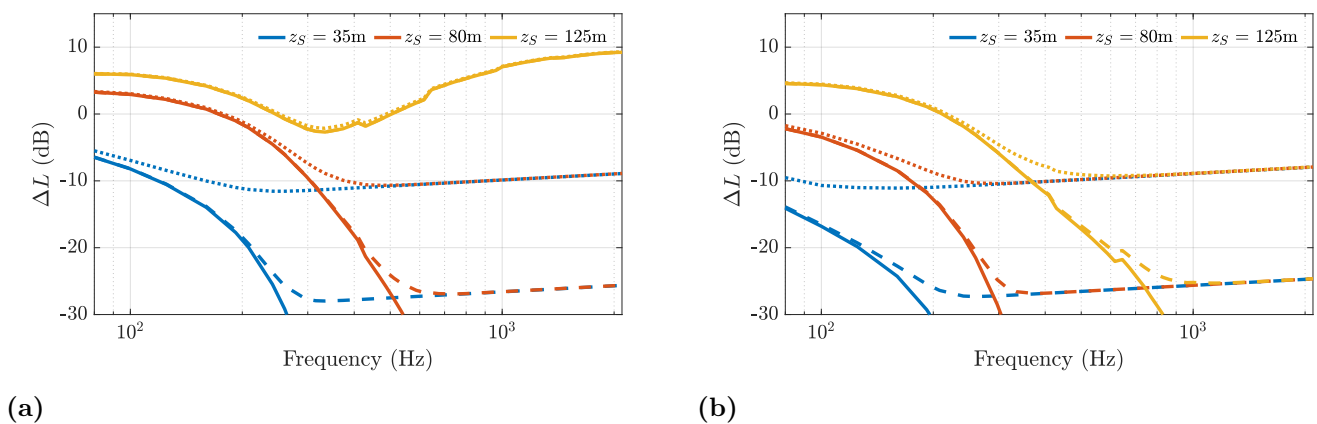 z_S = 35m z_S = 80m z_S = 125m
10
0
-10
-20
-30
ΔL (dB)
10^2
10^3
Frequency (Hz)
(a)
z_S = 35m z_S = 80m z_S = 125m
10
0
-10
-20
-30
ΔL (dB)
10^2
10^3
Frequency (Hz)
(b)